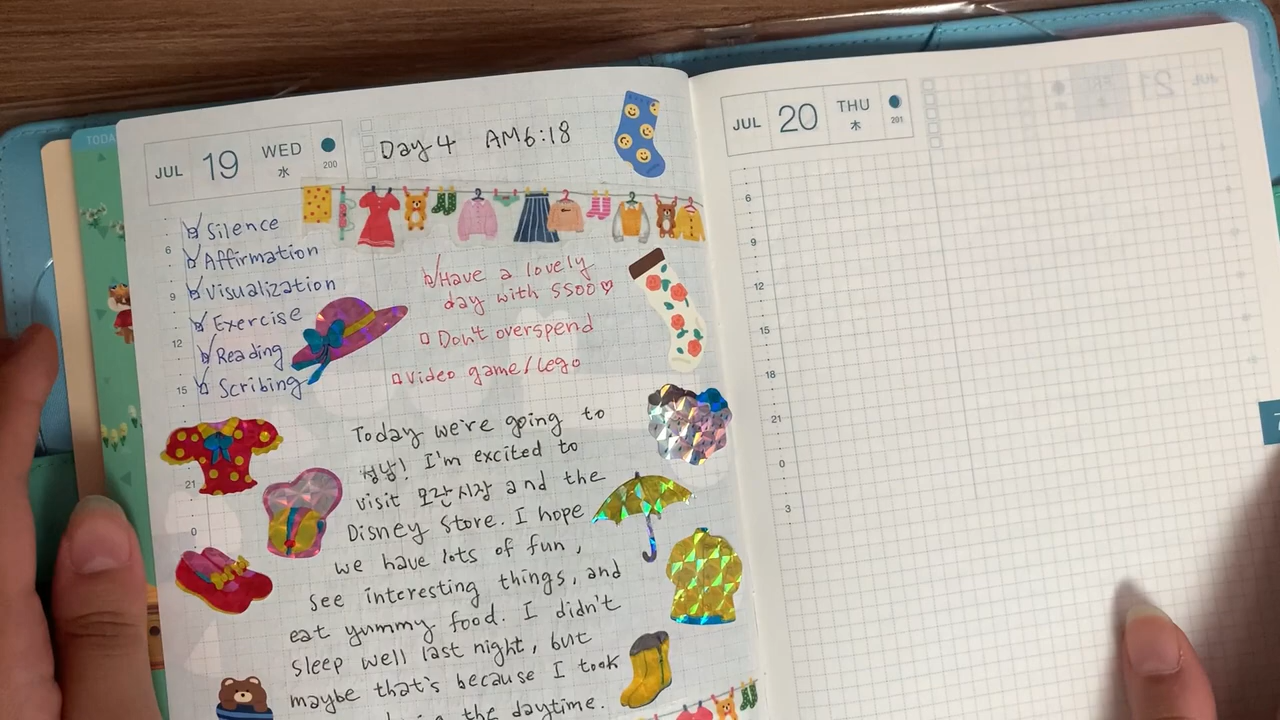 TODA
JUL 19 WED 水 200
Day 4 AM6:18
Silence
Affirmation
Visualization
Exercise
Reading
Scribing
Have a lovely
day with SSOO♡
Don't overspend
Video game/Lego
6
9
12
15
21
0
Today we're going to
성남! I'm excited to
visit 모란시장 and the
Disney Store. I hope
we have lots of fun,
see interesting things, and
eat yummy food. I didn't
sleep well last night, but
maybe that's because I took
the daytime.
JUL 20 THU 木 201
6
9
12
15
18
21
0
3
7